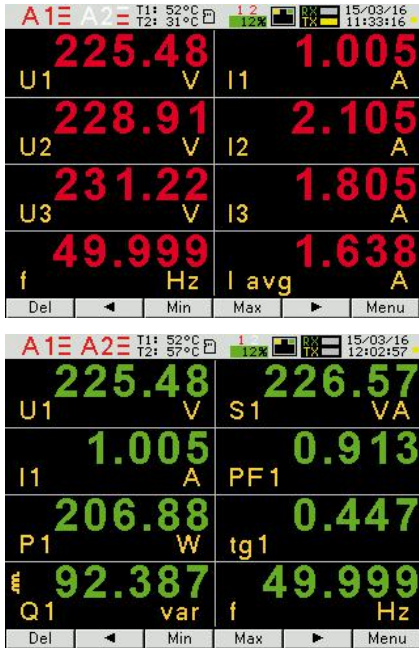 A1 A2 T1: 52°C T2: 31°C 1 2 12% RX TX 15/03/16 11:33:16
225.48 U1 V 1.005 I1 A
228.91 U2 V 2.105 I2 A
231.22 U3 V 1.805 I3 A
49.999 f Hz 1.638 I avg A
Del ◄ Min Max ► Menu
A1 A2 T1: 52°C T2: 57°C 1 12% RX TX 15/03/16 12:02:57
225.48 U1 V 226.57 S1 VA
1.005 I1 A 0.913 PF1
206.88 P1 W 0.447 tg1
92.387 Q1 var 49.999 f Hz
Del ◄ Min Max ► Menu